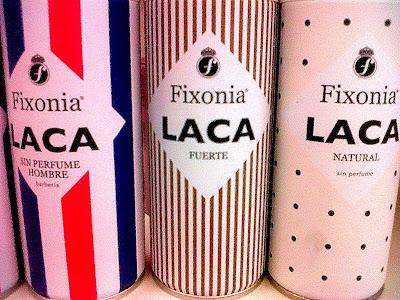 f
Fixonia®
LACA
SIN PERFUME
HOMBRE
barbería
f
Fixonia®
LACA
FUERTE
f
Fixonia®
LACA
NATURAL
sin perfume